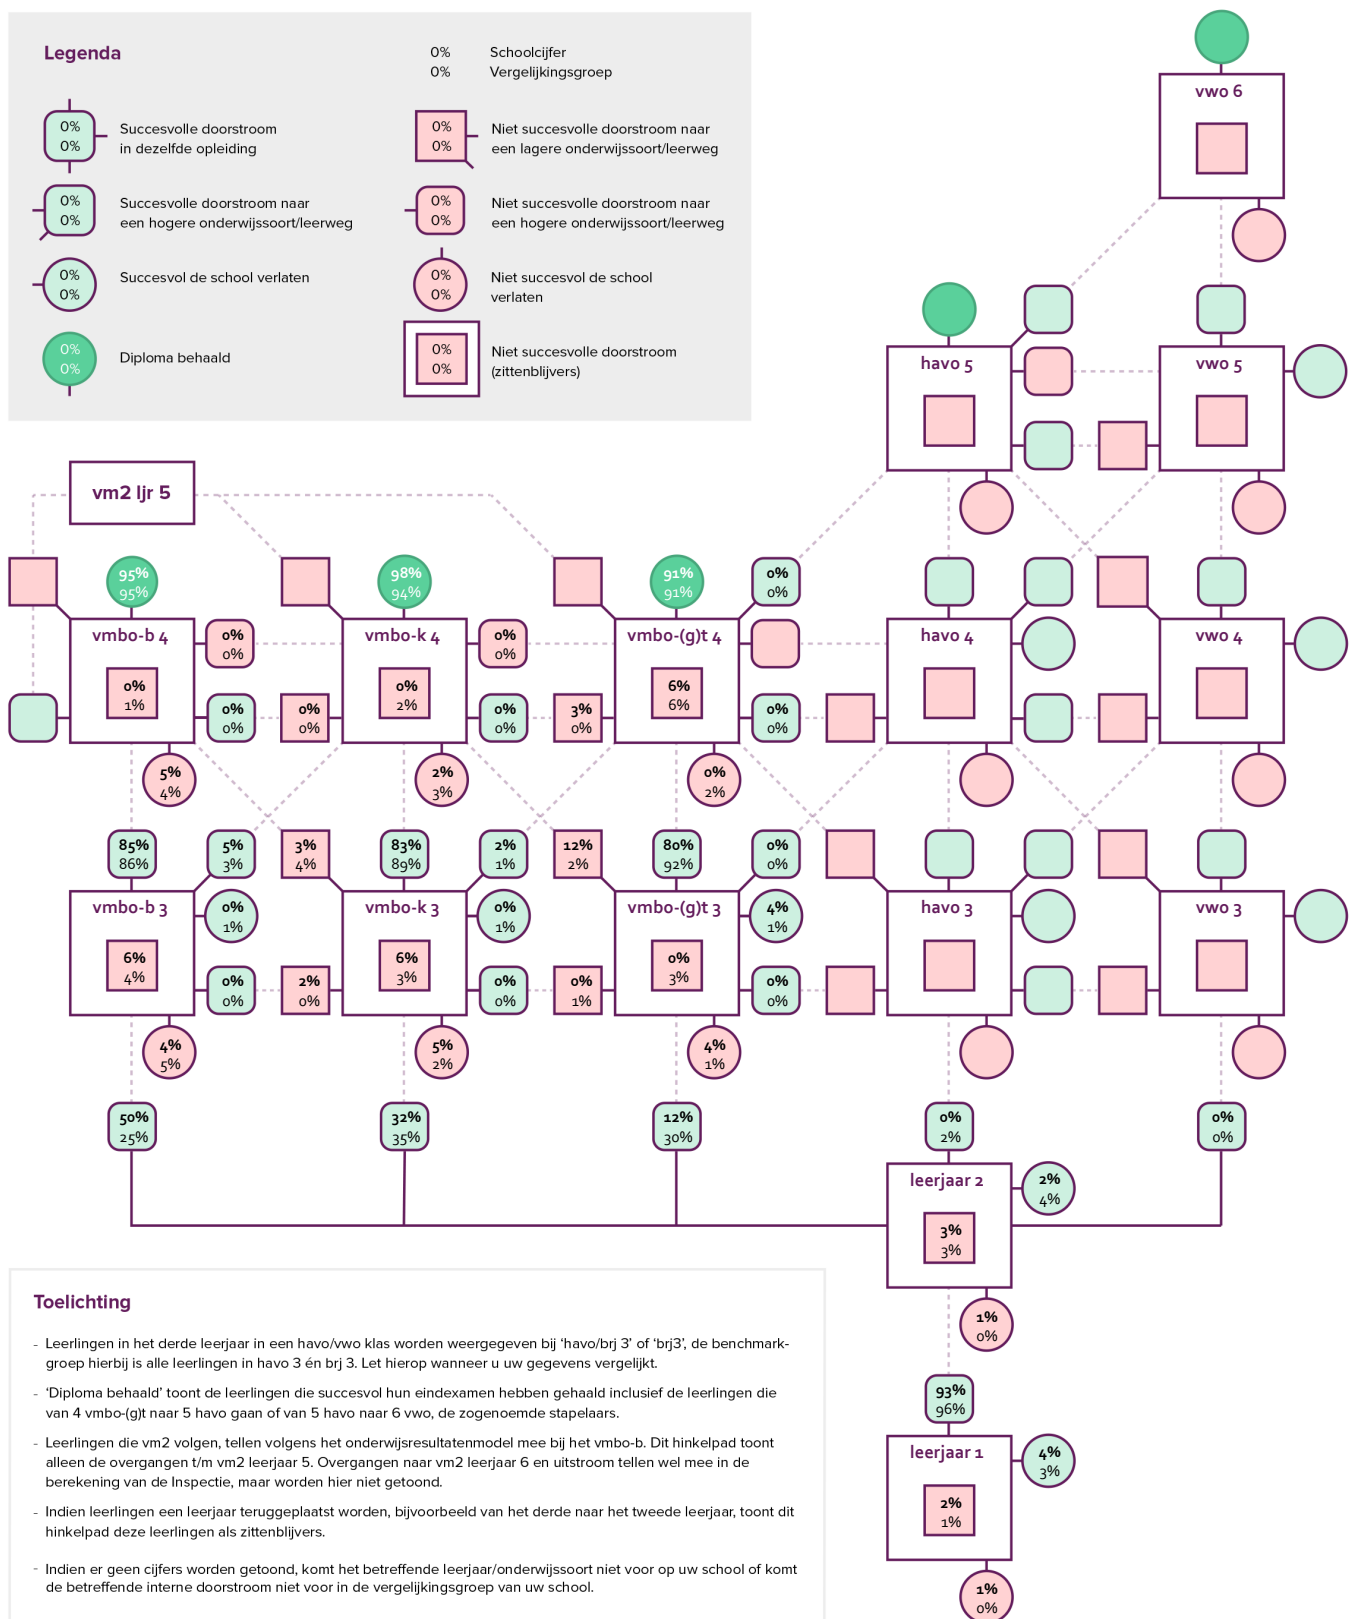 Legenda
0%
Schoolcijfer
0%
Vergelijkingsgroep
0%
0%
Succesvolle doorstroom
in dezelfde opleiding
0%
0%
Niet succesvolle doorstroom naar
een lagere onderwijssoort/leerweg
0%
0%
Succesvolle doorstroom naar
een hogere onderwijssoort/leerweg
0%
0%
Niet succesvolle doorstroom naar
een hogere onderwijssoort/leerweg
0%
0%
Succesvol de school verlaten
0%
0%
Niet succesvol de school
verlaten
0%
0%
Diploma behaald
0%
0%
Niet succesvolle doorstroom
(zittenblijvers)
vwo 6
havo 5
vwo 5
vm2 ljr 5
95%
95%
98%
94%
91%
91%
0%
0%
vmbo-b 4
0%
0%
vmbo-k 4
0%
0%
vmbo-(g)t 4
havo 4
vwo 4
0%
1%
0%
2%
6%
6%
0%
0%
0%
0%
0%
0%
3%
0%
0%
0%
5%
4%
2%
3%
0%
2%
85%
86%
5%
3%
3%
4%
83%
89%
2%
1%
12%
2%
80%
92%
0%
0%
vmbo-b 3
0%
1%
vmbo-k 3
0%
1%
vmbo-(g)t 3
4%
1%
havo 3
vwo 3
6%
4%
6%
3%
0%
3%
0%
0%
2%
0%
0%
0%
0%
1%
0%
0%
4%
5%
5%
2%
4%
1%
50%
25%
32%
35%
12%
30%
0%
2%
0%
0%
leerjaar 2
2%
4%
3%
3%
1%
0%
93%
96%
leerjaar 1
4%
3%
2%
1%
1%
0%
Toelichting
- Leerlingen in het derde leerjaar in een havo/vwo klas worden weergegeven bij ‘havo/brj 3’ of ‘brj3’, de benchmark-
groep hierbij is alle leerlingen in havo 3 én brj 3. Let hierop wanneer u uw gegevens vergelijkt.
- ‘Diploma behaald’ toont de leerlingen die succesvol hun eindexamen hebben gehaald inclusief de leerlingen die
van 4 vmbo-(g)t naar 5 havo gaan of van 5 havo naar 6 vwo, de zogenoemde stapelaars.
- Leerlingen die vm2 volgen, tellen volgens het onderwijsresultatenmodel mee bij het vmbo-b. Dit hinkelpad toont
alleen de overgangen t/m vm2 leerjaar 5. Overgangen naar vm2 leerjaar 6 en uitstroom tellen wel mee in de
berekening van de Inspectie, maar worden hier niet getoond.
- Indien leerlingen een leerjaar teruggeplaatst worden, bijvoorbeeld van het derde naar het tweede leerjaar, toont dit
hinkelpad deze leerlingen als zittenblijvers.
- Indien er geen cijfers worden getoond, komt het betreffende leerjaar/onderwijssoort niet voor op uw school of komt
de betreffende interne doorstroom niet voor in de vergelijkingsgroep van uw school.